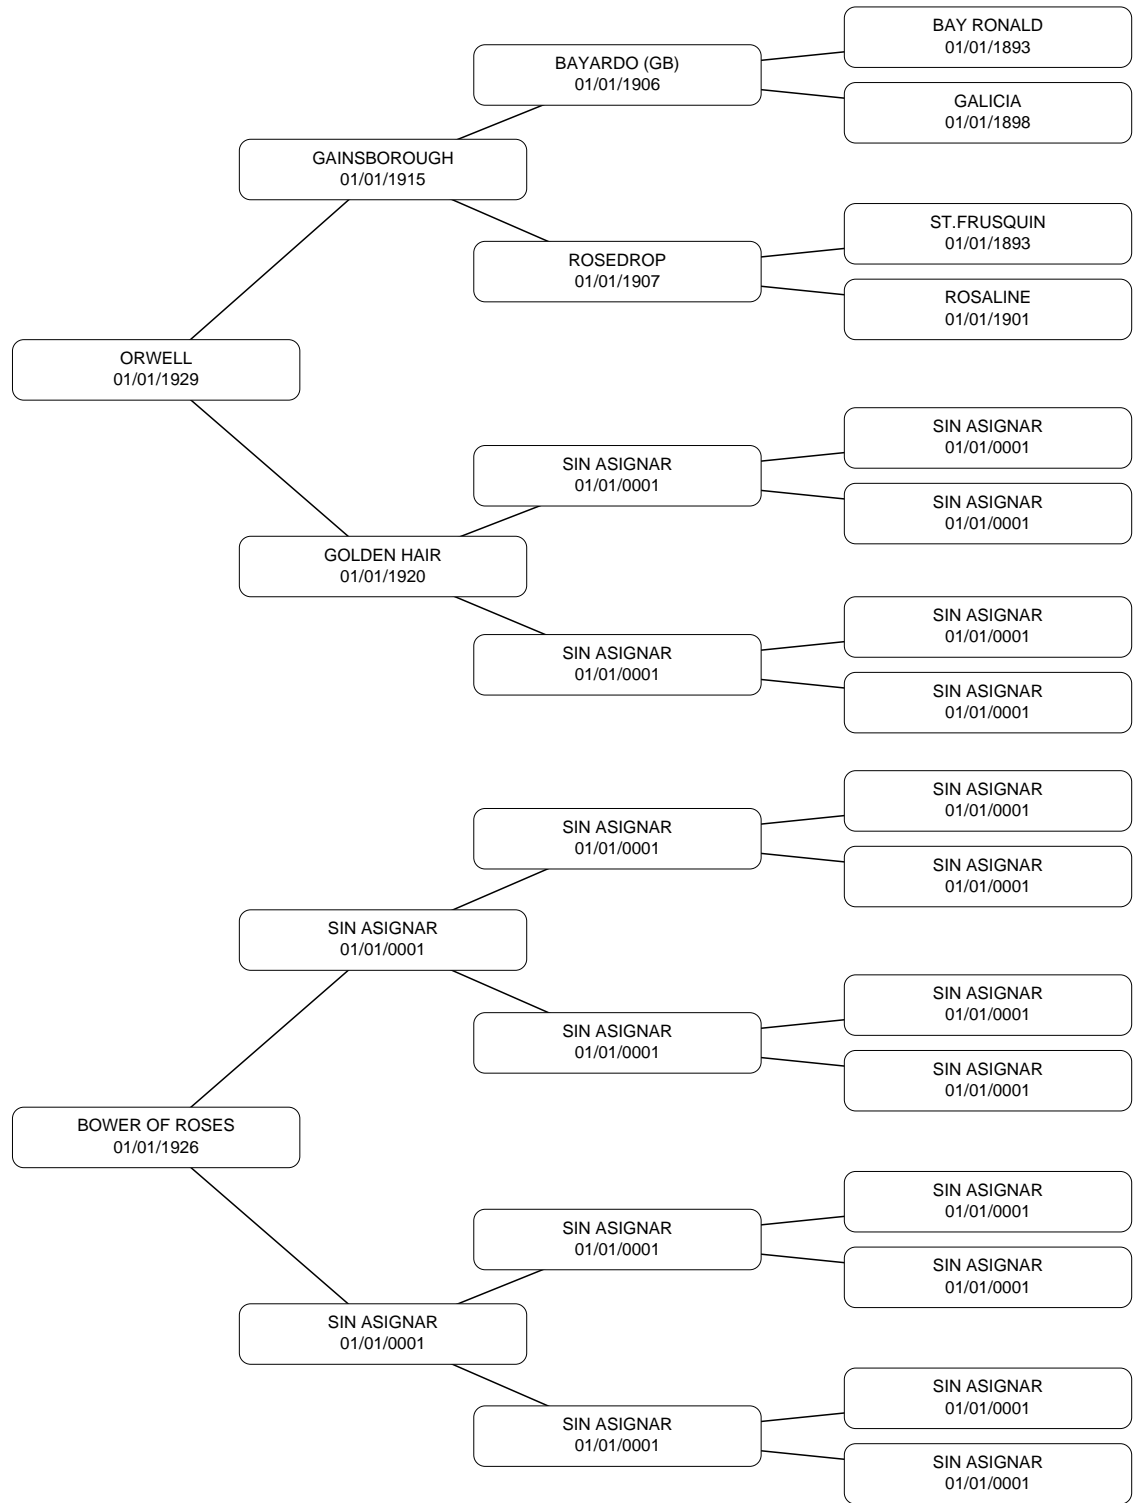 BAY RONALD
01/01/1893
BAYARDO (GB)
01/01/1906
GALICIA
01/01/1898
GAINSBOROUGH
01/01/1915
ST.FRUSQUIN
01/01/1893
ROSEDROP
01/01/1907
ROSALINE
01/01/1901
ORWELL
01/01/1929
SIN ASIGNAR
01/01/0001
SIN ASIGNAR
01/01/0001
SIN ASIGNAR
01/01/0001
GOLDEN HAIR
01/01/1920
SIN ASIGNAR
01/01/0001
SIN ASIGNAR
01/01/0001
SIN ASIGNAR
01/01/0001
SIN ASIGNAR
01/01/0001
SIN ASIGNAR
01/01/0001
SIN ASIGNAR
01/01/0001
SIN ASIGNAR
01/01/0001
SIN ASIGNAR
01/01/0001
SIN ASIGNAR
01/01/0001
SIN ASIGNAR
01/01/0001
BOWER OF ROSES
01/01/1926
SIN ASIGNAR
01/01/0001
SIN ASIGNAR
01/01/0001
SIN ASIGNAR
01/01/0001
SIN ASIGNAR
01/01/0001
SIN ASIGNAR
01/01/0001
SIN ASIGNAR
01/01/0001
SIN ASIGNAR
01/01/0001